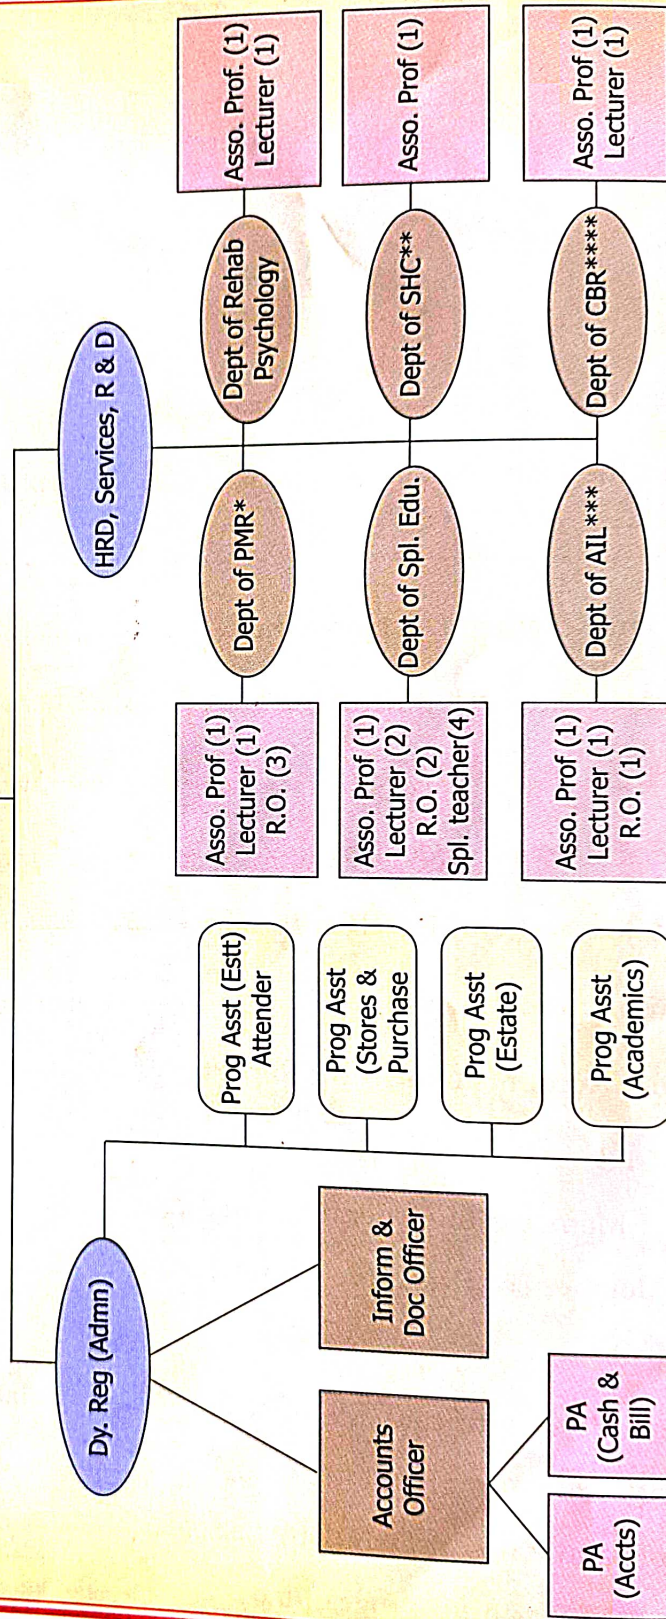 Dy. Reg (Admn)
HRD, Services, R & D
Accounts
Officer
Inform &
Doc Officer
PA
(Accts)
PA
(Cash &
Bill)
Prog Asst (Estt)
Attender
Prog Asst
(Stores &
Purchase
Prog Asst
(Estate)
Prog Asst
(Academics)
Asso. Prof (1)
Lecturer (1)
R.O. (3)
Dept of PMR*
Dept of Rehab
Psychology
Asso. Prof. (1)
Lecturer (1)
Asso. Prof (1)
Lecturer (2)
R.O. (2)
Spl. teacher(4)
Dept of Spl. Edu.
Dept of SHC**
Asso. Prof (1)
Asso. Prof (1)
Lecturer (1)
R.O. (1)
Dept of AIL***
Dept of CBR****
Asso. Prof (1)
Lecturer (1)